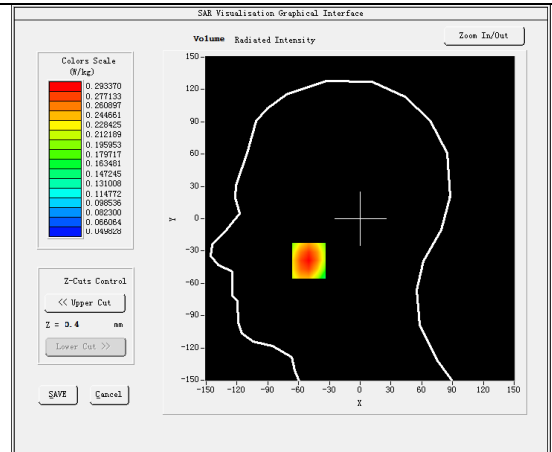 SAR Visualisation Graphical Interface
Volume Radiated Intensity
Zoom In/Out
Colors Scale
(W/kg)
0.293370
0.277133
0.260897
0.244661
0.228425
0.212189
0.195953
0.179717
0.163481
0.147245
0.131008
0.114772
0.098536
0.082300
0.066064
0.049828
Z-Cuts Control
<< Upper Cut
Z = 0.4 mm
Lower Cut >>
SAVE Cancel
150
120
90
60
30
0
-30
-60
-90
-120
-150
Y
-150 -120 -90 -60 -30 0 30 60 90 120 150
X